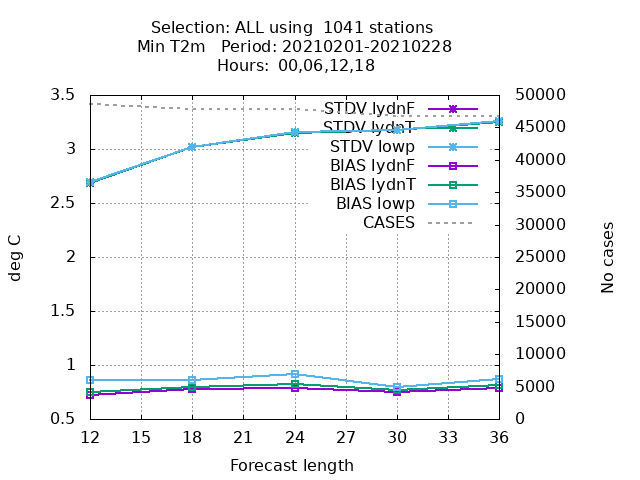 Selection: ALL using 1041 stations
Min T2m Period: 20210201-20210228
Hours: 00,06,12,18
3.5
3
2.5
2
1.5
1
0.5
deg C
STDV lydnF
STDV lydnT
STDV lowp
BIAS lydnF
BIAS lydnT
BIAS lowp
CASES
50000
45000
40000
35000
30000
25000
20000
15000
10000
5000
0
No cases
12 15 18 21 24 27 30 33 36
Forecast length